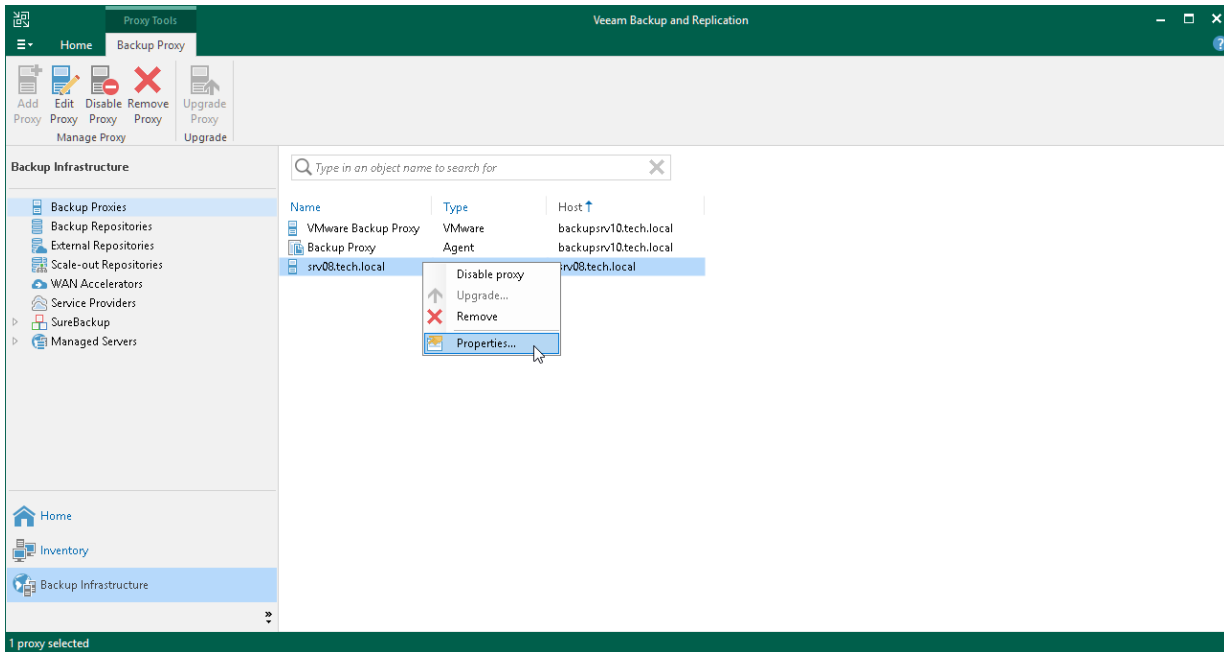 Proxy Tools
Veeam Backup and Replication
Home
Backup Proxy
?
Add Proxy
Edit Proxy
Disable Proxy
Remove Proxy
Upgrade Proxy
Manage Proxy
Upgrade
Backup Infrastructure
Backup Proxies
Backup Repositories
External Repositories
Scale-out Repositories
WAN Accelerators
Service Providers
SureBackup
Managed Servers
Home
Inventory
Backup Infrastructure
Type in an object name to search for
Name Type Host
VMware Backup Proxy VMware backupsrv10.tech.local
Backup Proxy Agent backupsrv10.tech.local
srv08.tech.local srv08.tech.local
Disable proxy
Upgrade...
Remove
Properties...
1 proxy selected